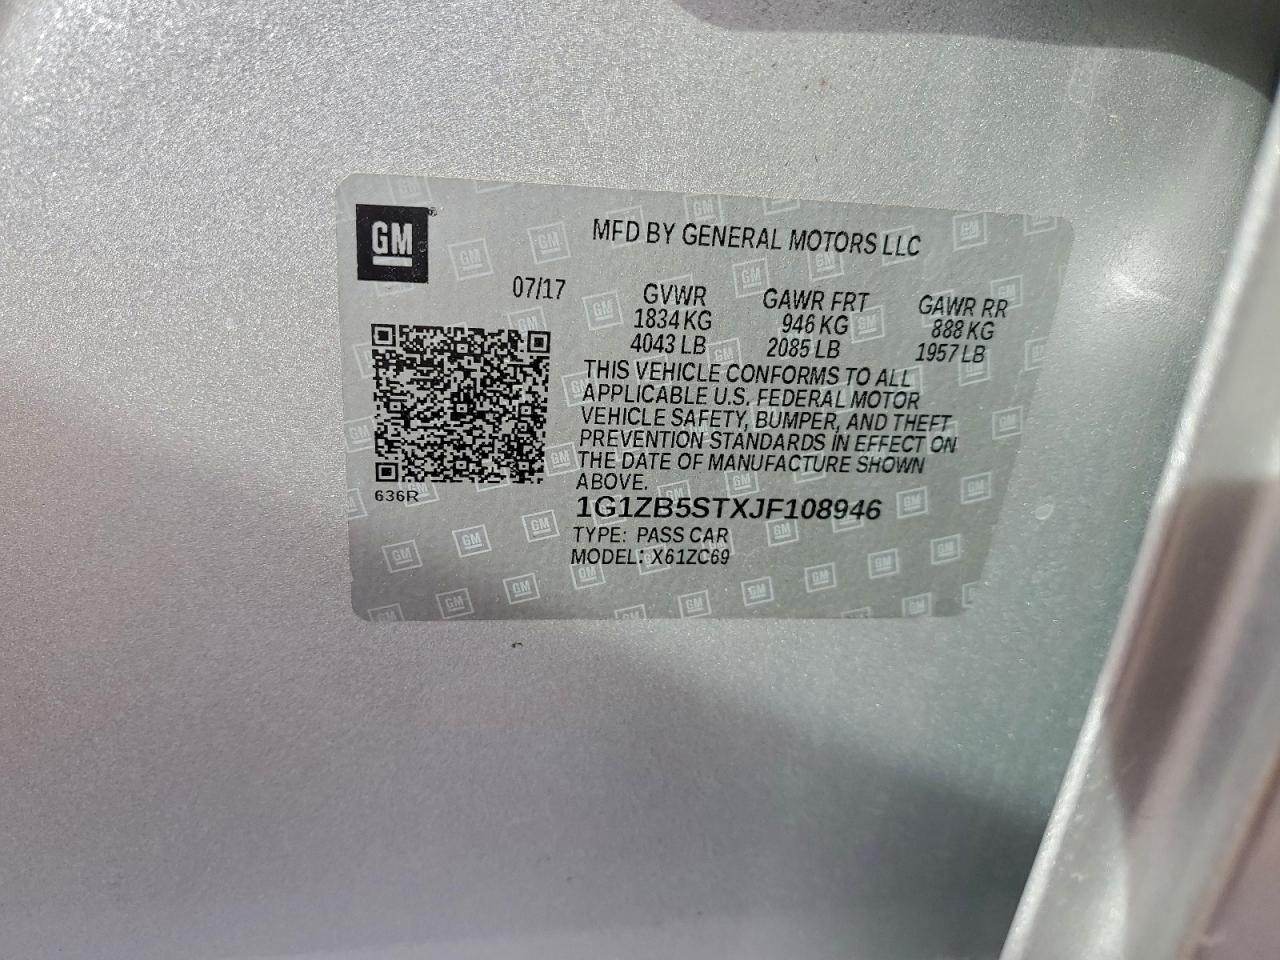 GM
MFD BY GENERAL MOTORS LLC
07/17
GVWR GAWR FRT GAWR RR
1834 KG 946 KG 888 KG
4043 LB 2085 LB 1957 LB
THIS VEHICLE CONFORMS TO ALL
APPLICABLE U.S. FEDERAL MOTOR
VEHICLE SAFETY, BUMPER, AND THEFT
PREVENTION STANDARDS IN EFFECT ON
THE DATE OF MANUFACTURE SHOWN
ABOVE.
636R
1G1ZB5STXJF108946
TYPE: PASS CAR
MODEL: X61ZC69